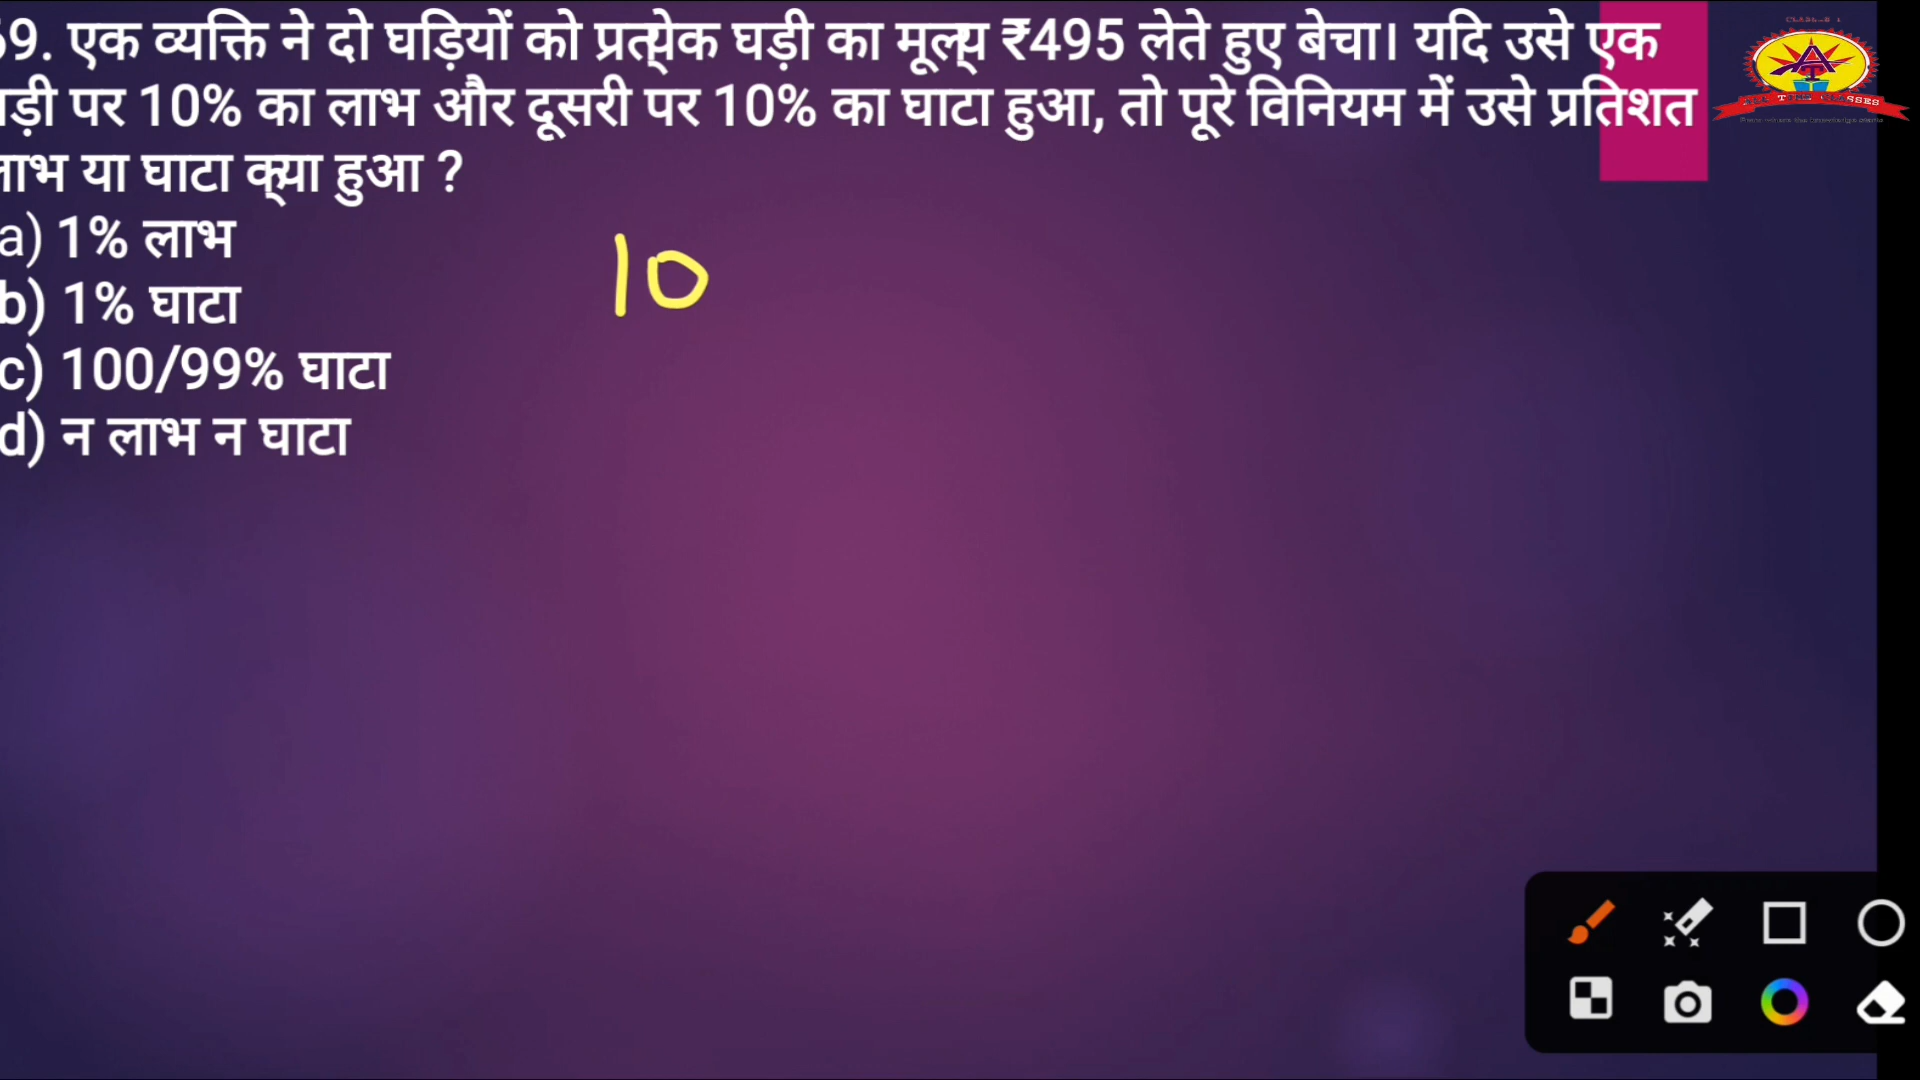 59. एक व्यक्ति ने दो घड़ियों को प्रत्येक घड़ी का मूल्य ₹495 लेते हुए बेचा। यदि उसे एक
ड़ी पर 10% का लाभ और दूसरी पर 10% का घाटा हुआ, तो पूरे विनियम में उसे प्रतिशत
लाभ या घाटा क्या हुआ ?
a) 1% लाभ
b) 1% घाटा
c) 100/99% घाटा
d) न लाभ न घाटा
10